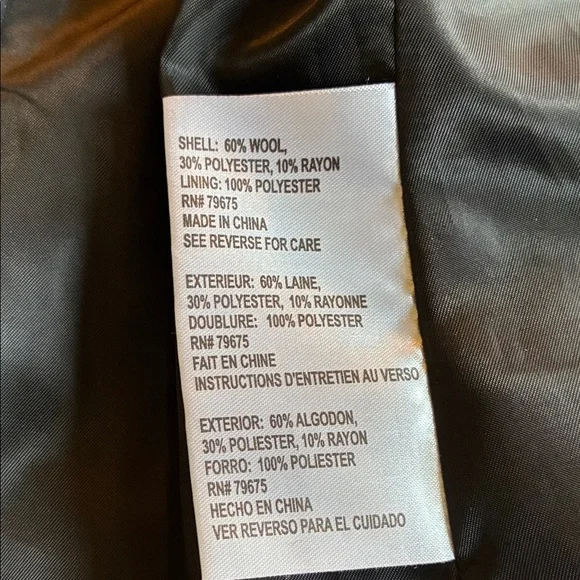 SHELL: 60% WOOL,
30% POLYESTER, 10% RAYON
LINING: 100% POLYESTER
RN# 79675
MADE IN CHINA
SEE REVERSE FOR CARE
EXTERIEUR: 60% LAINE,
30% POLYESTER, 10% RAYONNE
DOUBLURE: 100% POLYESTER
RN# 79675
FAIT EN CHINE
INSTRUCTIONS D'ENTRETIEN AU VERSO
EXTERIOR: 60% ALGODON,
30% POLIESTER, 10% RAYON
FORRO: 100% POLIESTER
RN# 79675
HECHO EN CHINA
VER REVERSO PARA EL CUIDADO